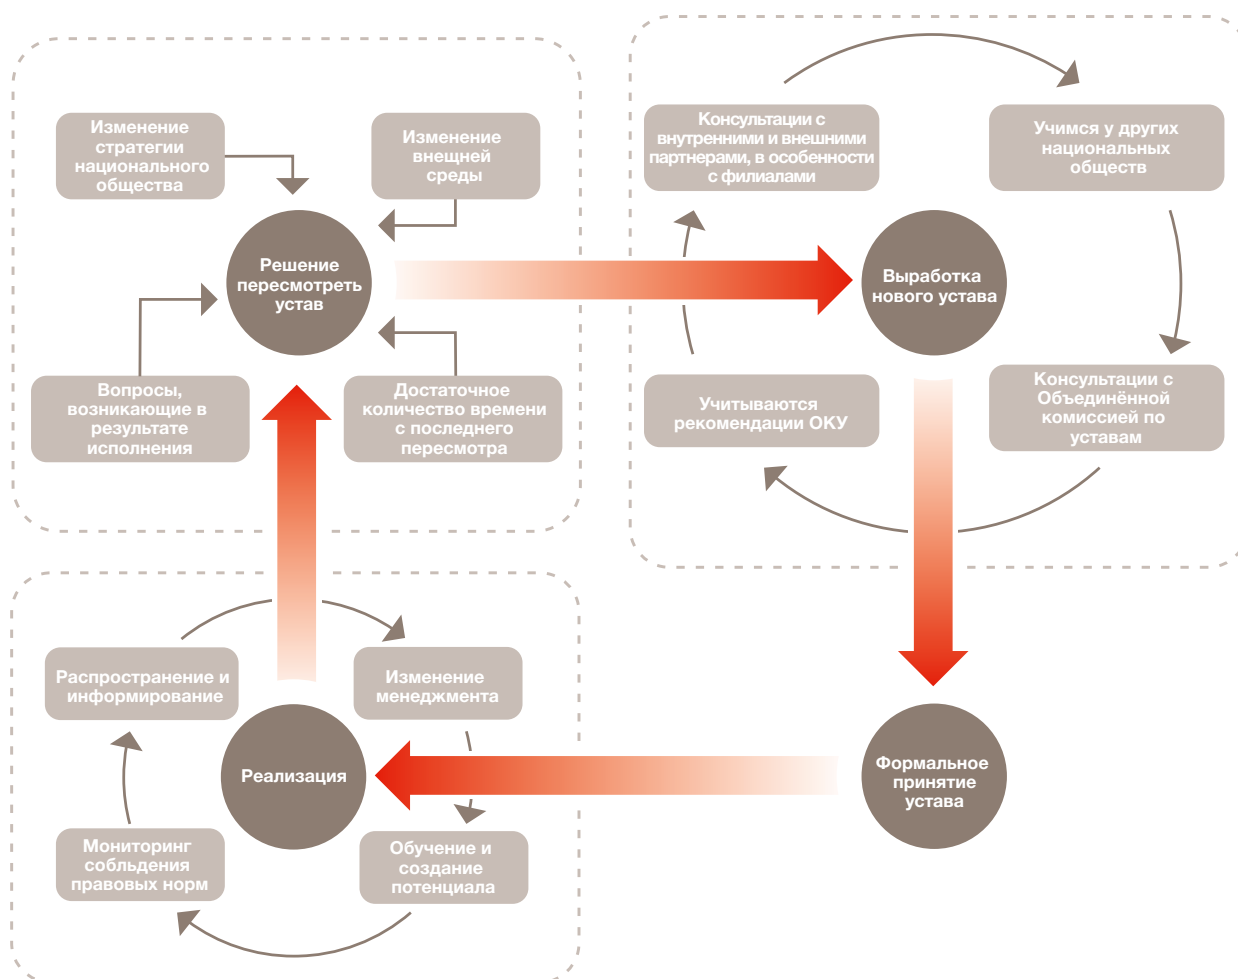 Изменение
стратегии
национального
общества
Изменение
внещней
среды
Решение
пересмотреть
устав
Вопросы,
возникающие в
результате
исполнения
Достаточное
количество времени
с последнего
пересмотра
Консультации с
внутренними и внешними
партнерами, в особенности
с филиалами
Учимся у других
национальных
обществ
Выработка
нового устава
Учитываются
рекомендации ОКУ
Консультации с
Объединённой
комиссией по
уставам
Распространение и
информирование
Изменение
менеджмента
Реализация
Мониторинг
собльдения
правовых норм
Обучение и
создание
потенциала
Формальное
принятие
устава